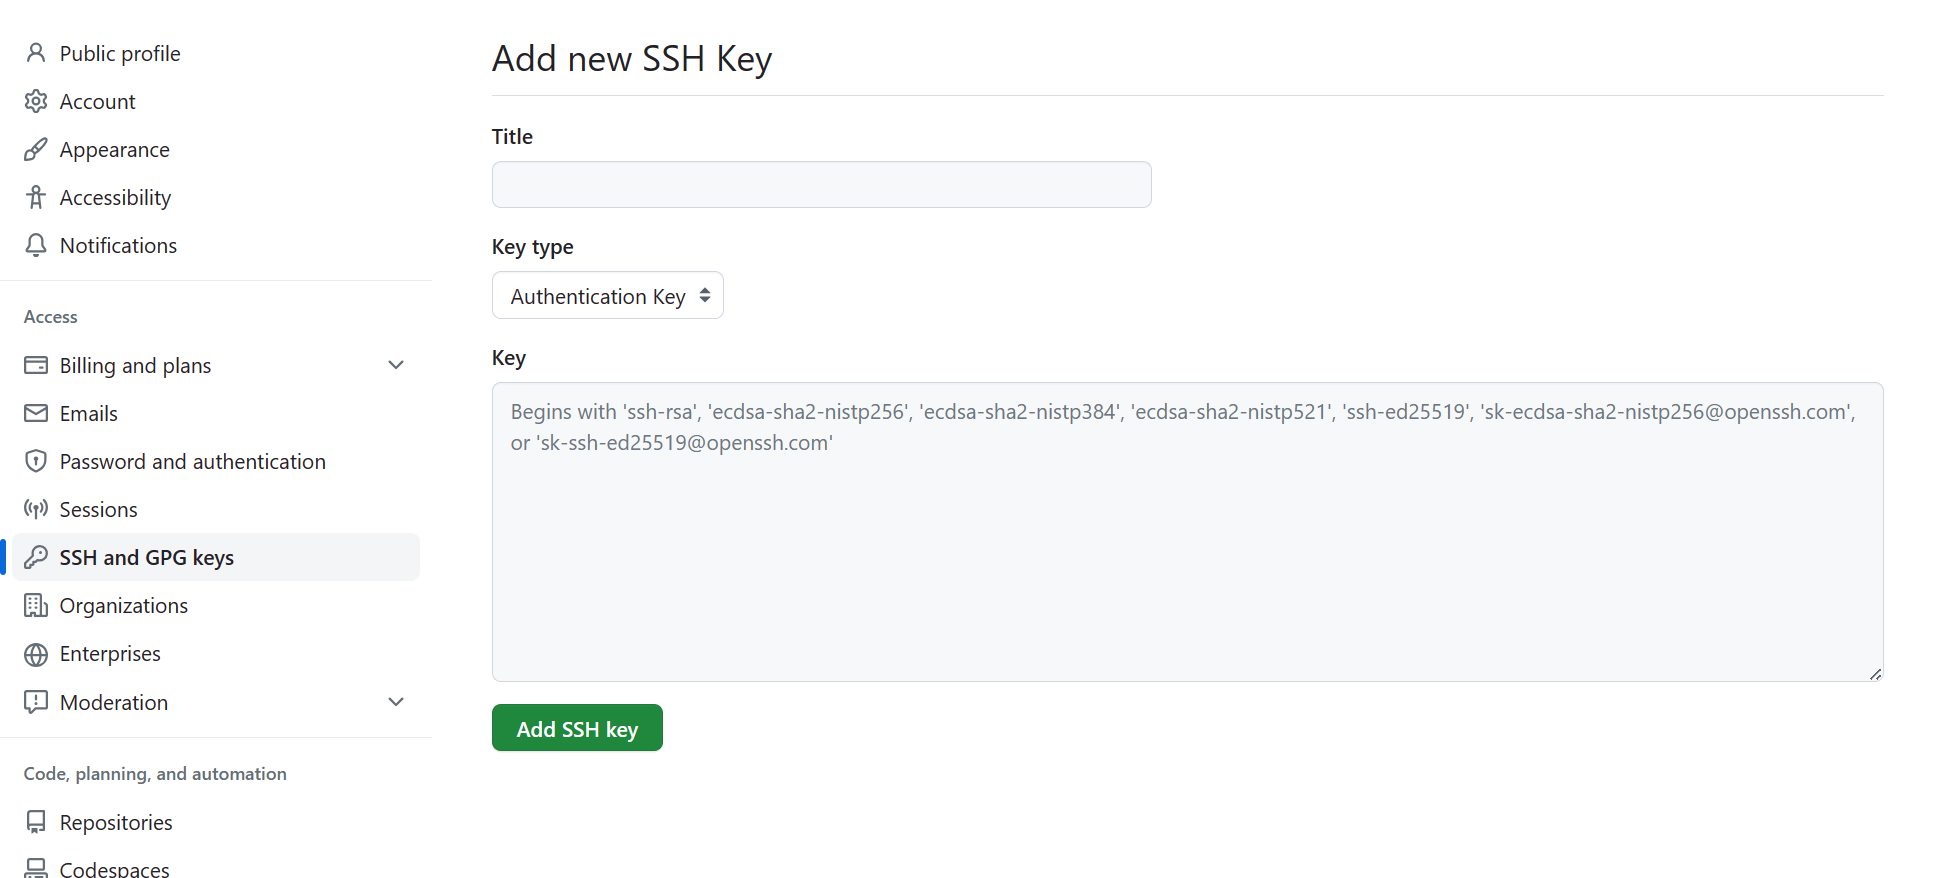 Public profile
Account
Appearance
Accessibility
Notifications
Access
Billing and plans
Emails
Password and authentication
Sessions
SSH and GPG keys
Organizations
Enterprises
Moderation
Code, planning, and automation
Repositories
Codespaces
Add new SSH Key
Title
Key type
Authentication Key
Key
Begins with 'ssh-rsa', 'ecdsa-sha2-nistp256', 'ecdsa-sha2-nistp384', 'ecdsa-sha2-nistp521', 'ssh-ed25519', 'sk-ecdsa-sha2-nistp256@openssh.com',
or 'sk-ssh-ed25519@openssh.com'
Add SSH key